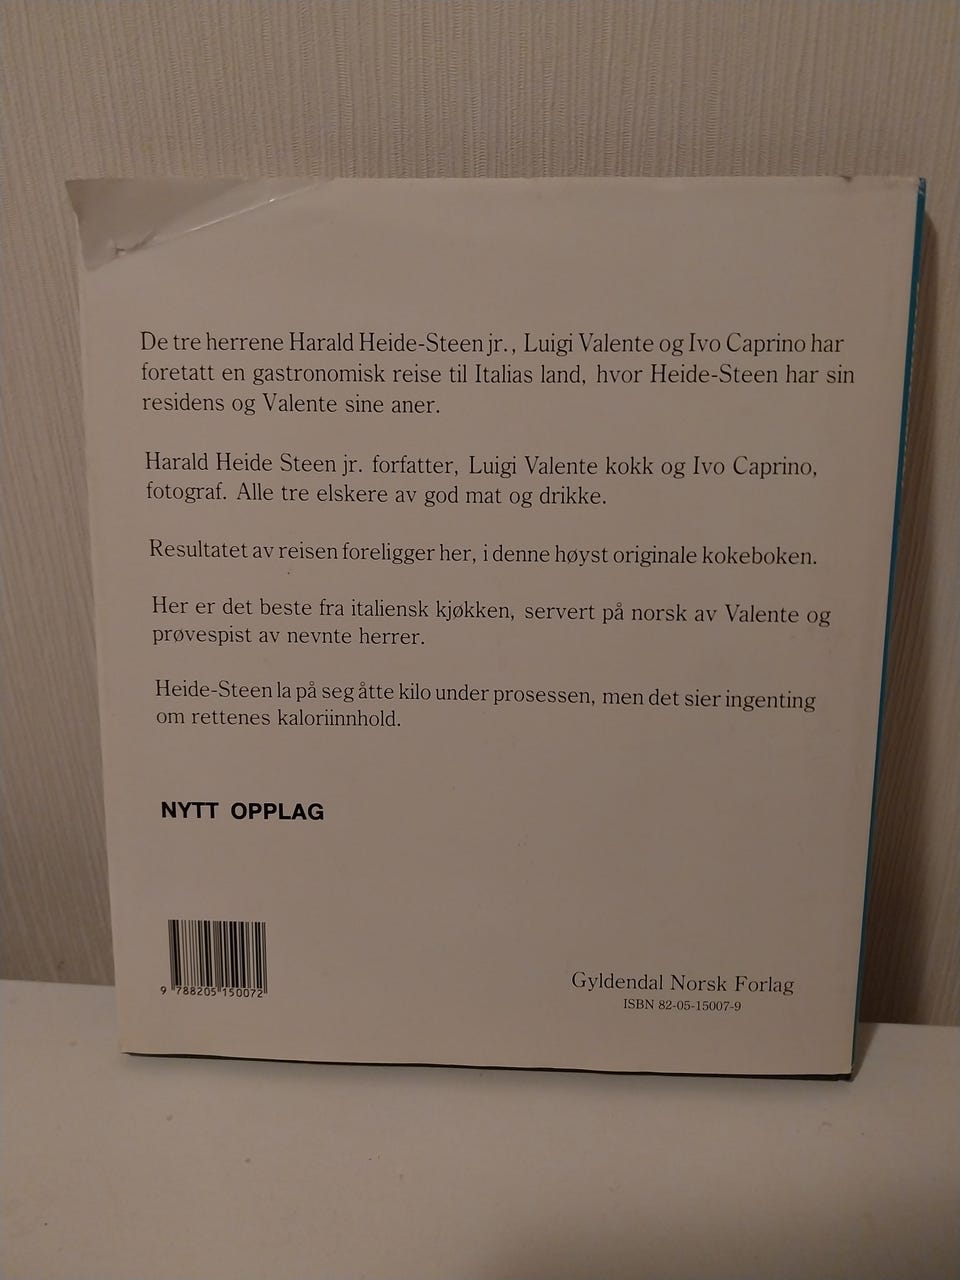 De tre herrene Harald Heide-Steen jr., Luigi Valente og Ivo Caprino har
foretatt en gastronomisk reise til Italias land, hvor Heide-Steen har sin
residens og Valente sine aner.
Harald Heide Steen jr. forfatter, Luigi Valente kokk og Ivo Caprino,
fotograf. Alle tre elskere av god mat og drikke.
Resultatet av reisen foreligger her, i denne høyst originale kokeboken.
Her er det beste fra italiensk kjøkken, servert på norsk av Valente og
prøvespist av nevnte herrer.
Heide-Steen la på seg åtte kilo under prosessen, men det sier ingenting
om rettenes kaloriinnhold.
NYTT OPPLAG
9 788205 150072
Gyldendal Norsk Forlag
ISBN 82-05-15007-9